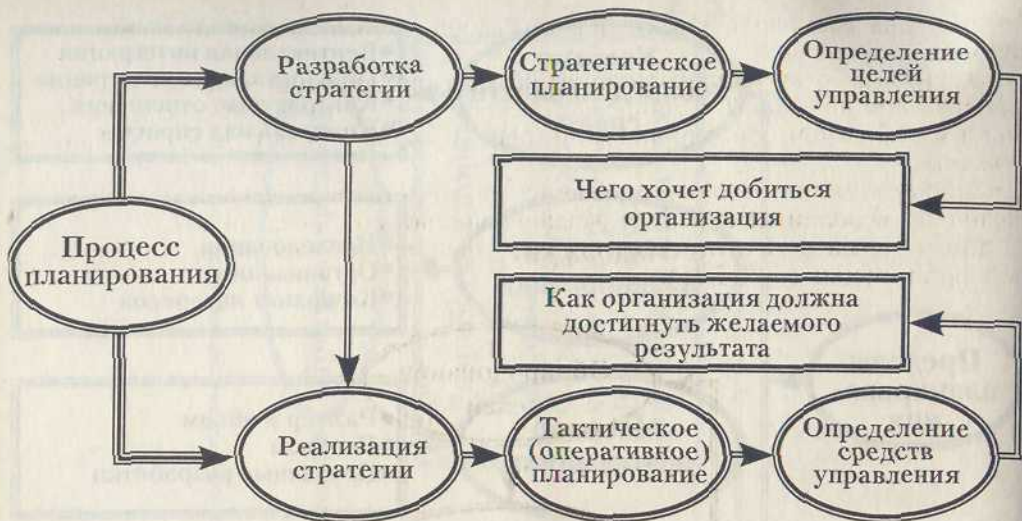 Разработка
стратегии
Стратегическое
планирование
Определение
целей
управления
Чего хочет добиться
организация
Процесс
планирования
Как организация должна
достигнуть желаемого
результата
Реализация
стратегии
Тактическое
(оперативное)
планирование
Определение
средств
управления